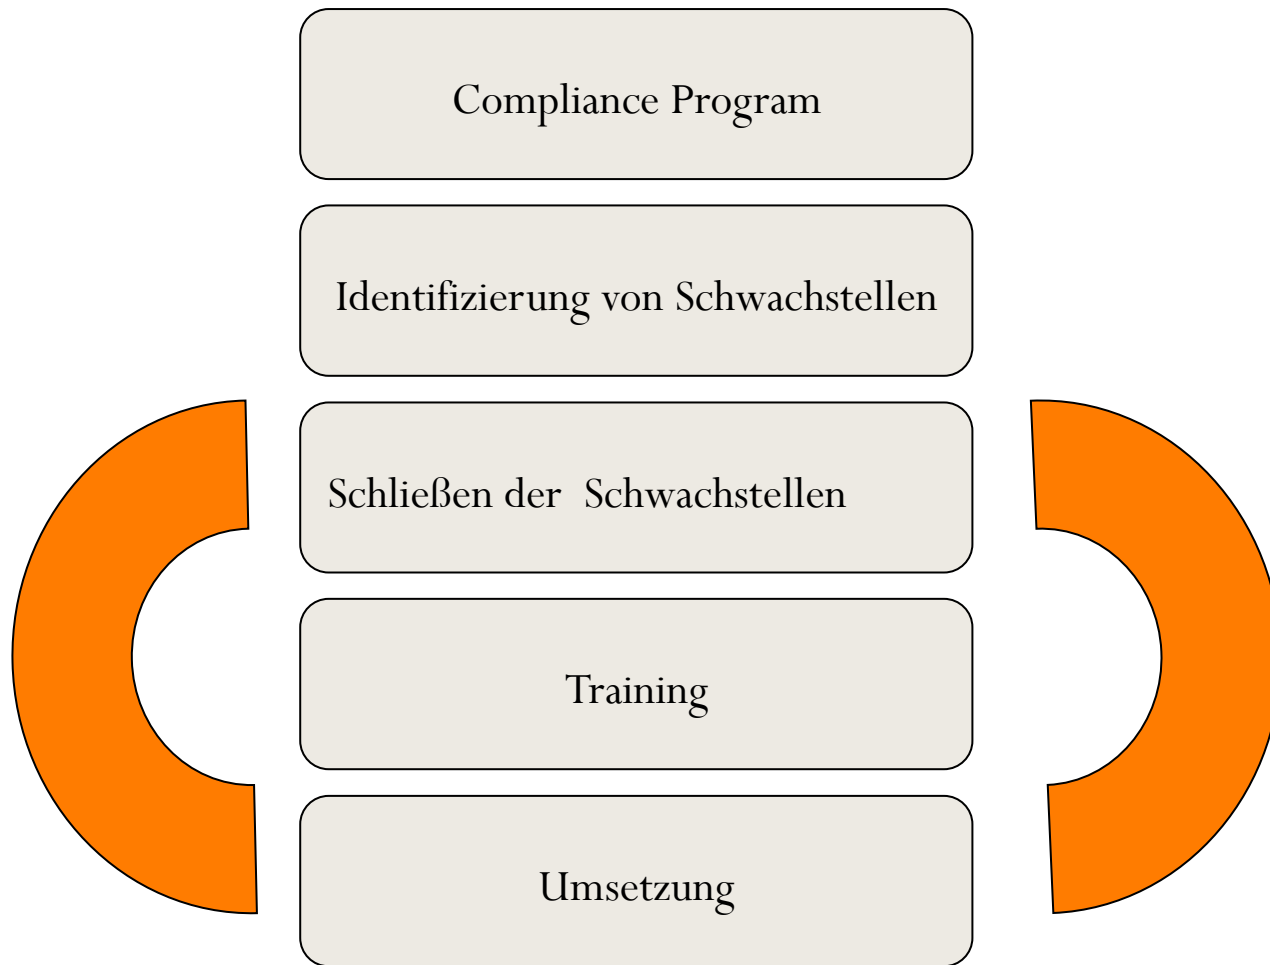 Compliance Program
Identifizierung von Schwachstellen
Schließen der  Schwachstellen
Training
Umsetzung